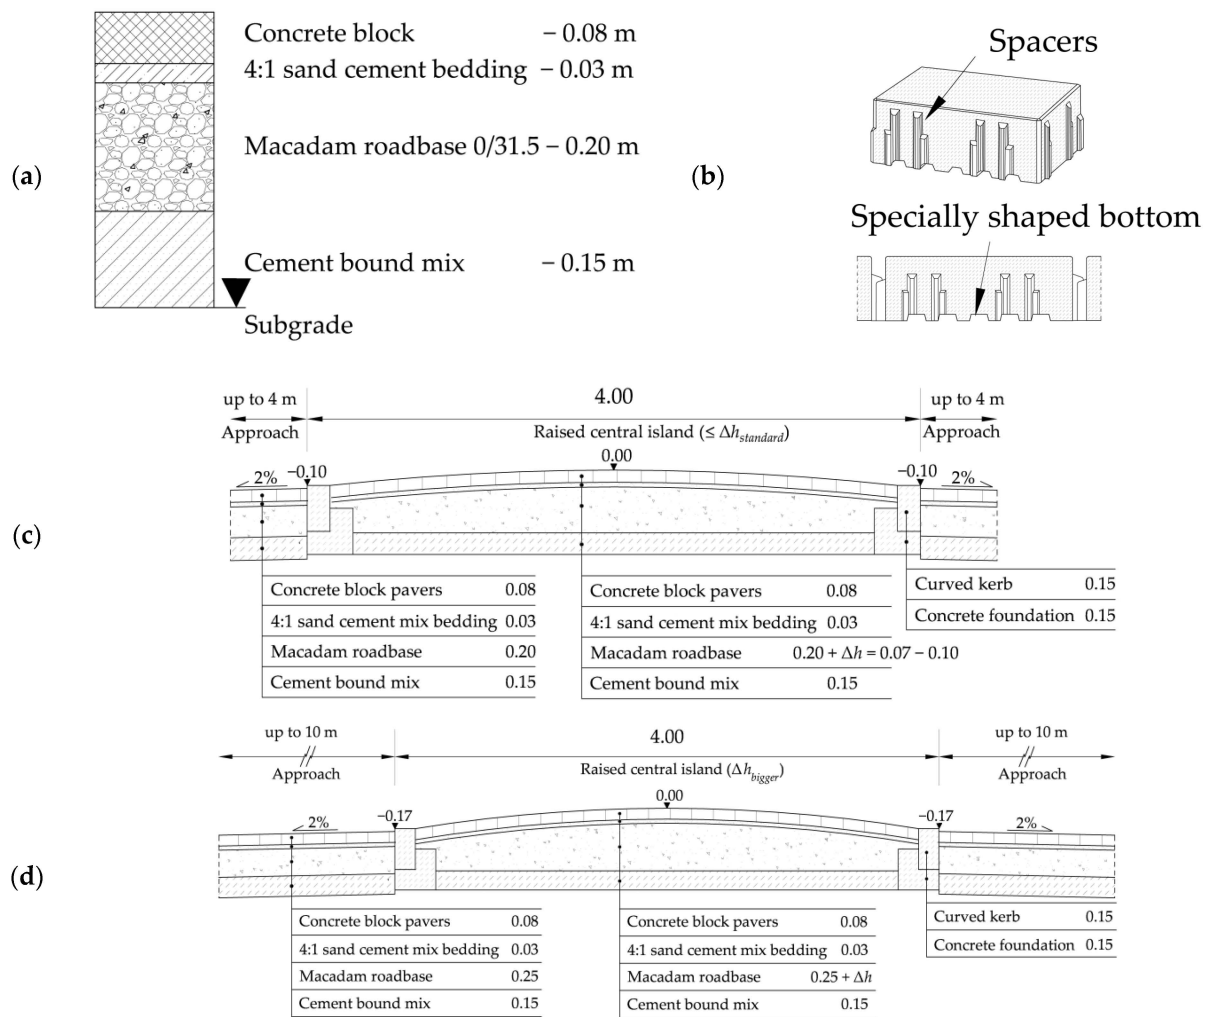 (a)
Concrete block − 0.08 m
4:1 sand cement bedding − 0.03 m
Macadam roadbase 0/31.5 − 0.20 m
Cement bound mix − 0.15 m
Subgrade
(b)
Spacers
Specially shaped bottom
(c)
up to 4 m 4.00 up to 4 m
Approach Raised central island (≤ Δh standard) Approach
0.00
2% −0.10 −0.10 2%
Concrete block pavers 0.08
4:1 sand cement mix bedding 0.03
Macadam roadbase 0.20
Cement bound mix 0.15
Concrete block pavers 0.08
4:1 sand cement mix bedding 0.03
Macadam roadbase 0.20 + Δh = 0.07 − 0.10
Cement bound mix 0.15
Curved kerb 0.15
Concrete foundation 0.15
(d)
up to 10 m 4.00 up to 10 m
Approach Raised central island (Δh bigger) Approach
0.00
2% −0.17 −0.17 2%
Concrete block pavers 0.08
4:1 sand cement mix bedding 0.03
Macadam roadbase 0.25
Cement bound mix 0.15
Concrete block pavers 0.08
4:1 sand cement mix bedding 0.03
Macadam roadbase 0.25 + Δh
Cement bound mix 0.15
Curved kerb 0.15
Concrete foundation 0.15